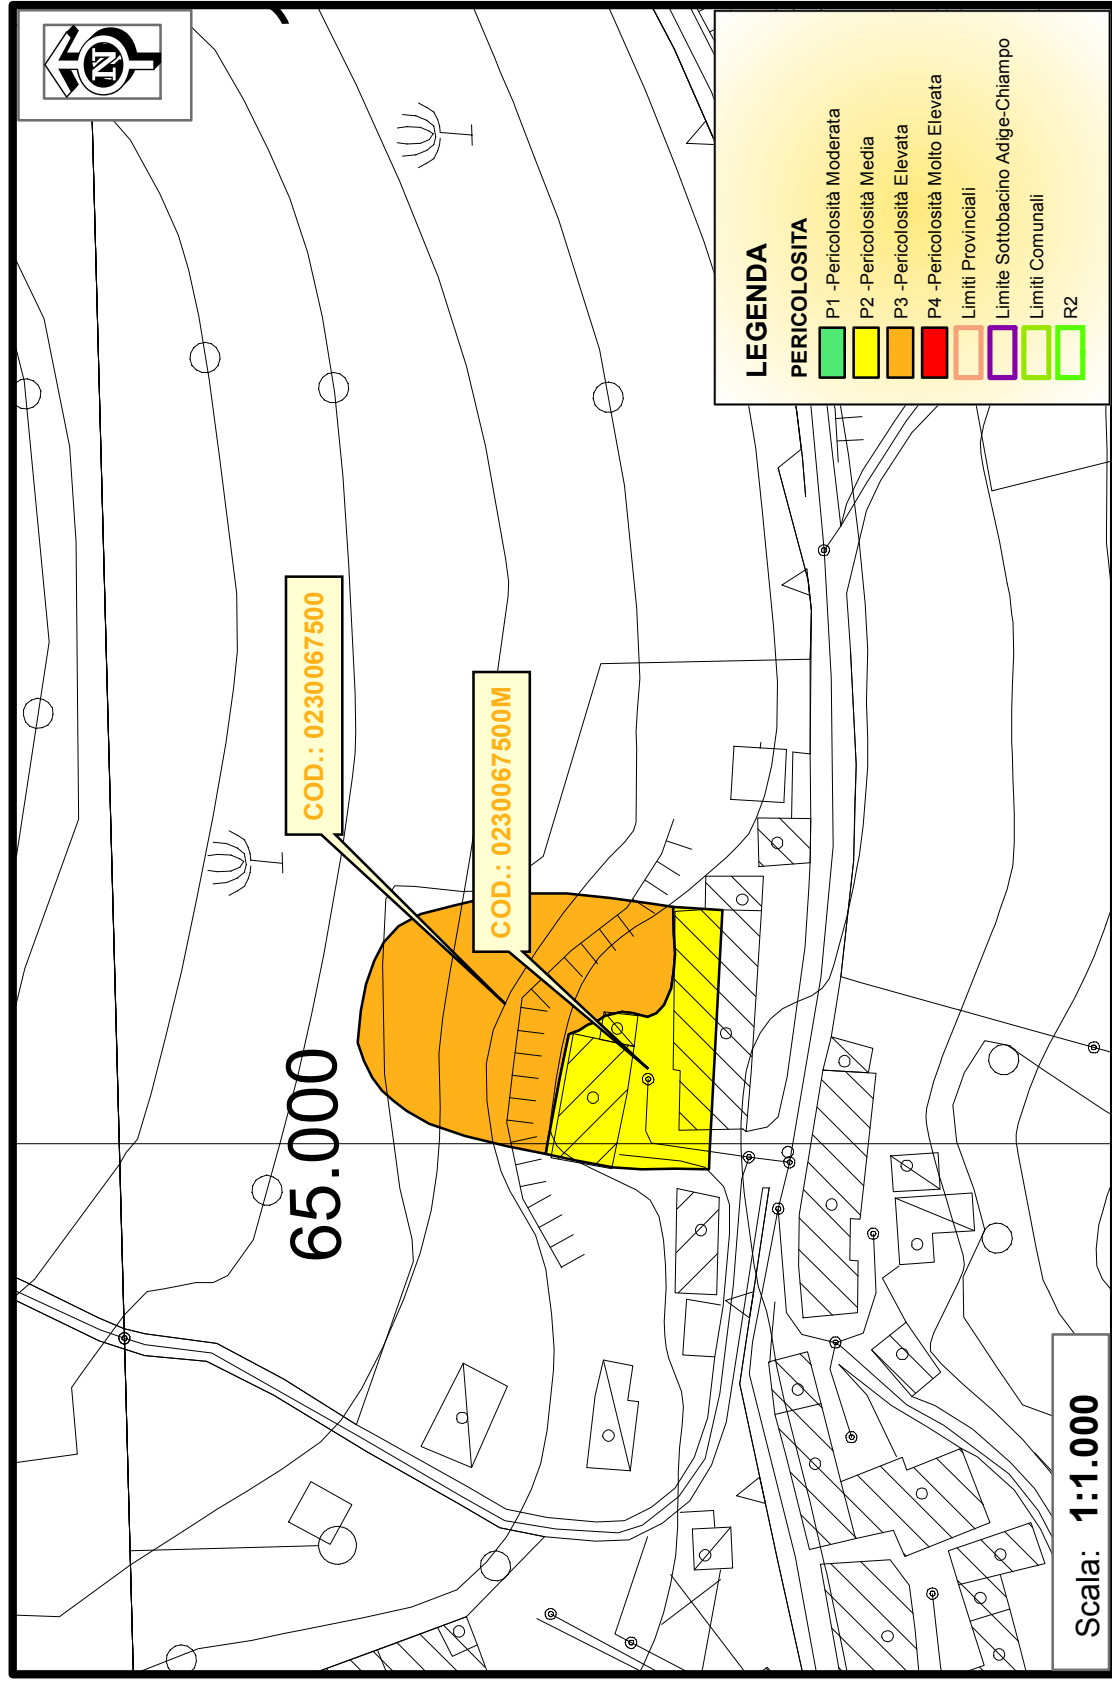 N
COD.: 0230067500
COD.: 0230067500M
65.000
LEGENDA
PERICOLOSITA
P1 -Pericolosità Moderata
P2 -Pericolosità Media
P3 -Pericolosità Elevata
P4 -Pericolosità Molto Elevata
Limiti Provinciali
Limite Sottobacino Adige-Chiampo
Limiti Comunali
R2
Scala: 1:1.000